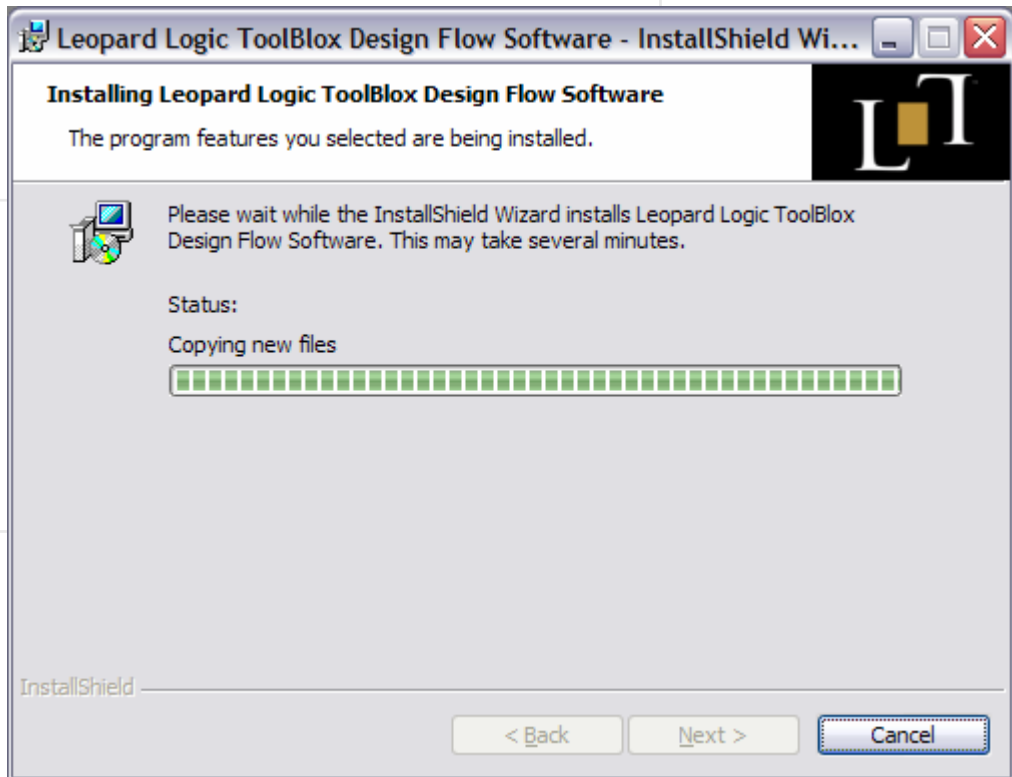 Leopard Logic ToolBlox Design Flow Software - InstallShield Wi...
Installing Leopard Logic ToolBlox Design Flow Software
The program features you selected are being installed.
Please wait while the InstallShield Wizard installs Leopard Logic ToolBlox
Design Flow Software. This may take several minutes.
Status:
Copying new files
InstallShield
< Back
Next >
Cancel